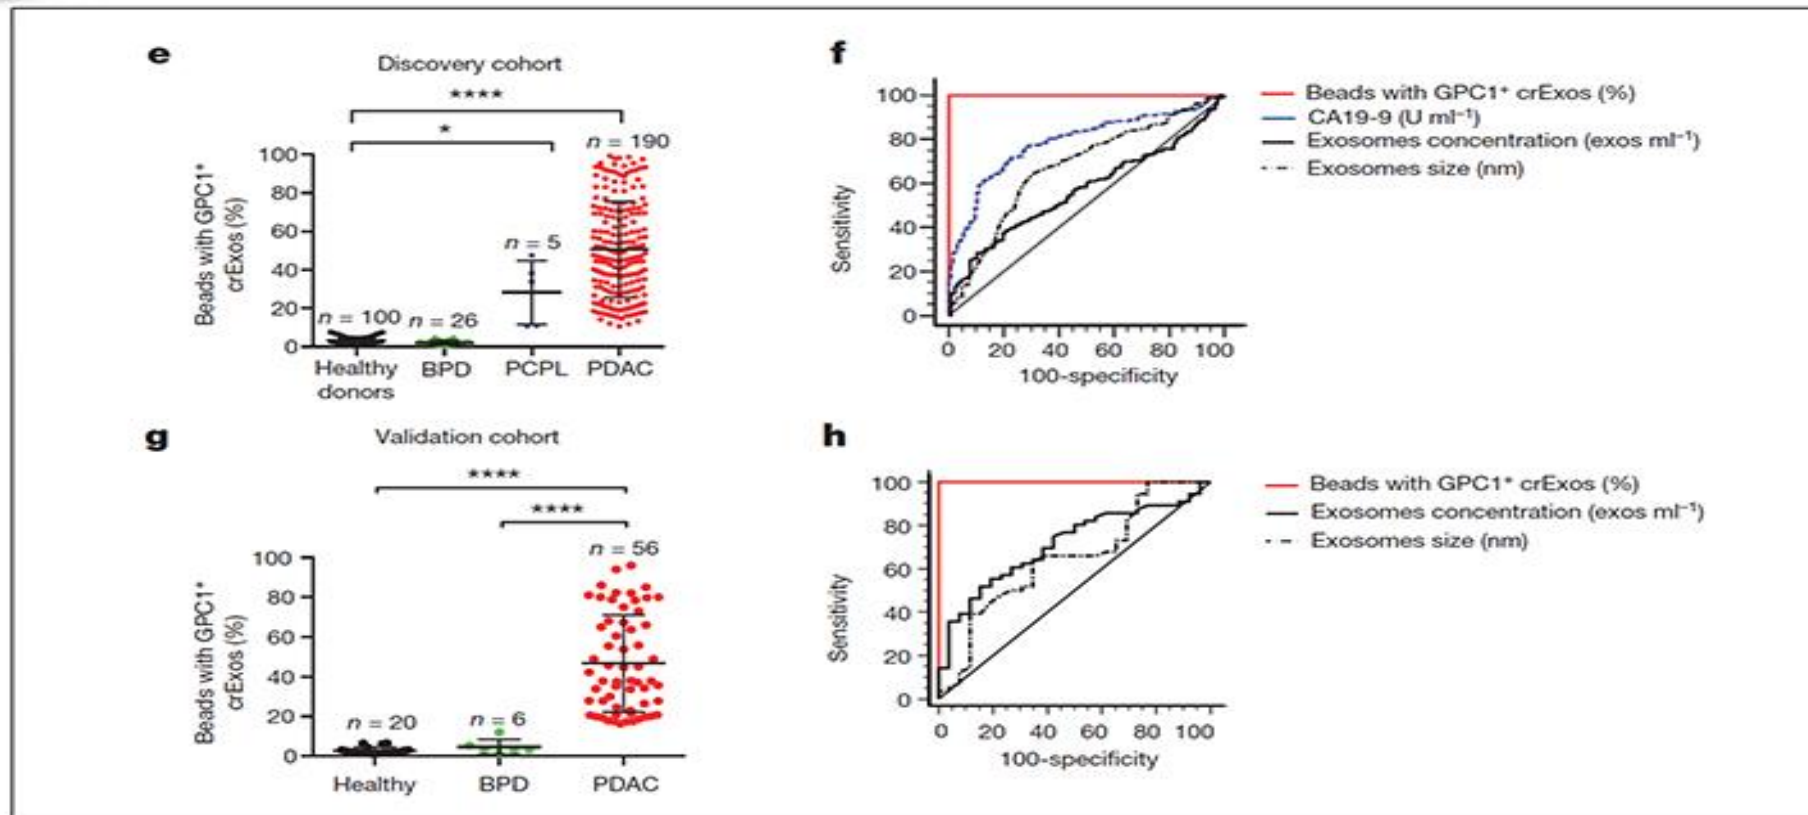 e
Discovery cohort
****
*
n = 190
n = 5
n = 100
n = 26
Beads with GPC1+
crExos (%)
100
80
60
40
20
0
Healthy
donors
BPD
PCPL
PDAC
f
100
80
60
40
20
0
Sensitivity
0 20 40 60 80 100
100-specificity
Beads with GPC1+ crExos (%)
CA19-9 (U ml⁻¹)
Exosomes concentration (exos ml⁻¹)
Exosomes size (nm)
g
Validation cohort
****
****
n = 56
n = 20
n = 6
Beads with GPC1+
crExos (%)
100
80
60
40
20
0
Healthy
BPD
PDAC
h
100
80
60
40
20
0
Sensitivity
0 20 40 60 80 100
100-specificity
Beads with GPC1+ crExos (%)
Exosomes concentration (exos ml⁻¹)
Exosomes size (nm)